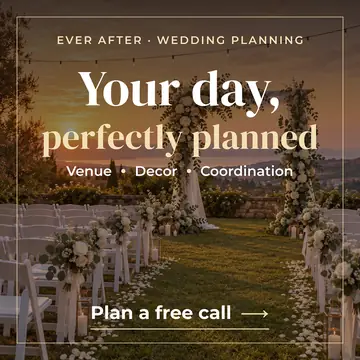 EVER AFTER · WEDDING PLANNING
Your day,
perfectly planned
Venue • Decor • Coordination
Plan a free call →